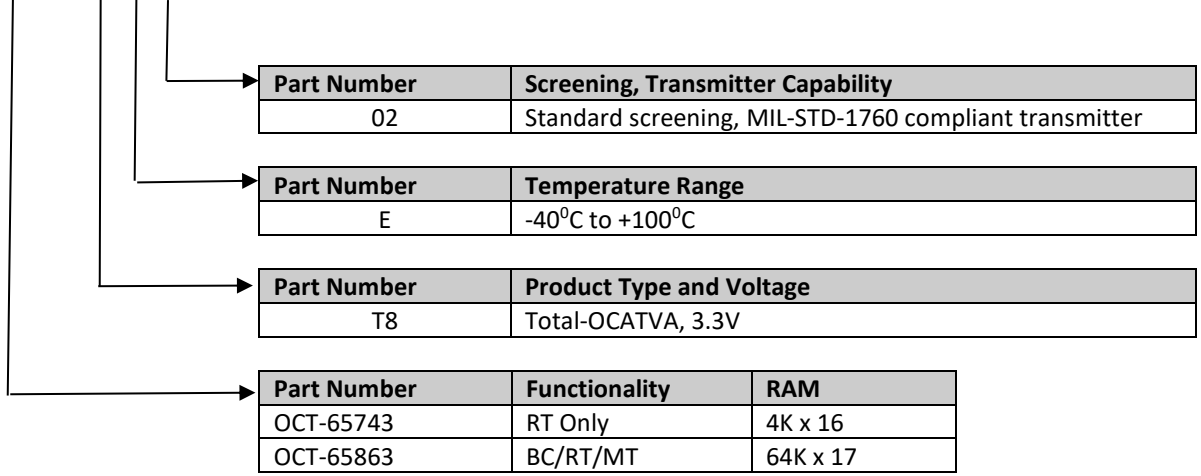 Part Number Screening, Transmitter Capability
02 Standard screening, MIL-STD-1760 compliant transmitter
Part Number Temperature Range
E -40⁰C to +100⁰C
Part Number Product Type and Voltage
T8 Total-OCATVA, 3.3V
Part Number Functionality RAM
OCT-65743 RT Only 4K x 16
OCT-65863 BC/RT/MT 64K x 17